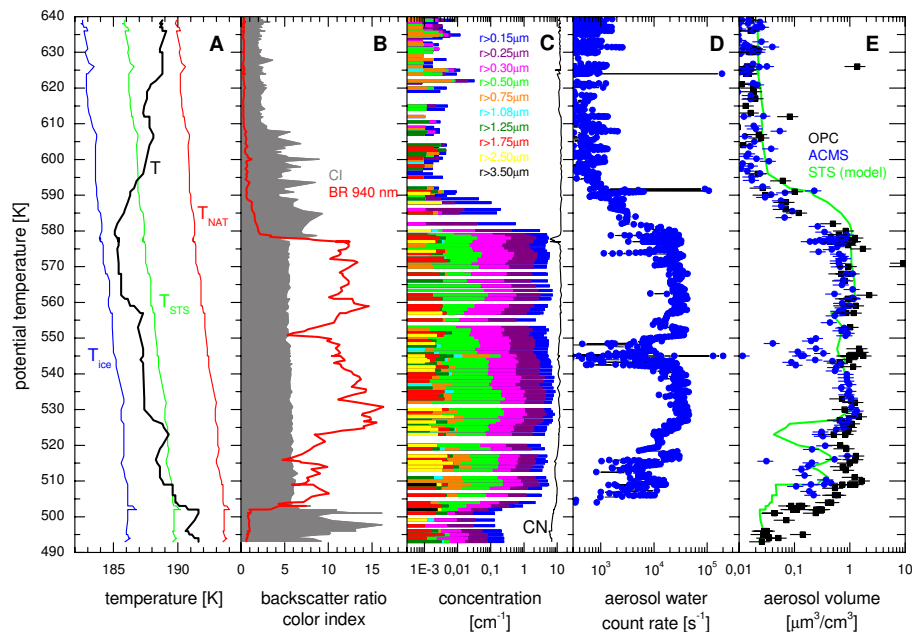 A
B
C
D
E
640
630
620
610
600
590
580
570
560
550
540
530
520
510
500
490
potential temperature [K]
T
T_NAT
T_STS
T_ice
CI
BR 940 nm
r>0.15µm
r>0.25µm
r>0.30µm
r>0.50µm
r>0.75µm
r>1.08µm
r>1.25µm
r>1.75µm
r>2.50µm
r>3.50µm
CN
OPC
ACMS
STS (model)
185 190
0 5 10 15
1E-3 0,01 0,1 1 10
10³ 10⁴ 10⁵
0,01 0,1 1 10
temperature [K]
backscatter ratio
color index
concentration
[cm⁻¹]
aerosol water
count rate [s⁻¹]
aerosol volume
[µm³/cm³]